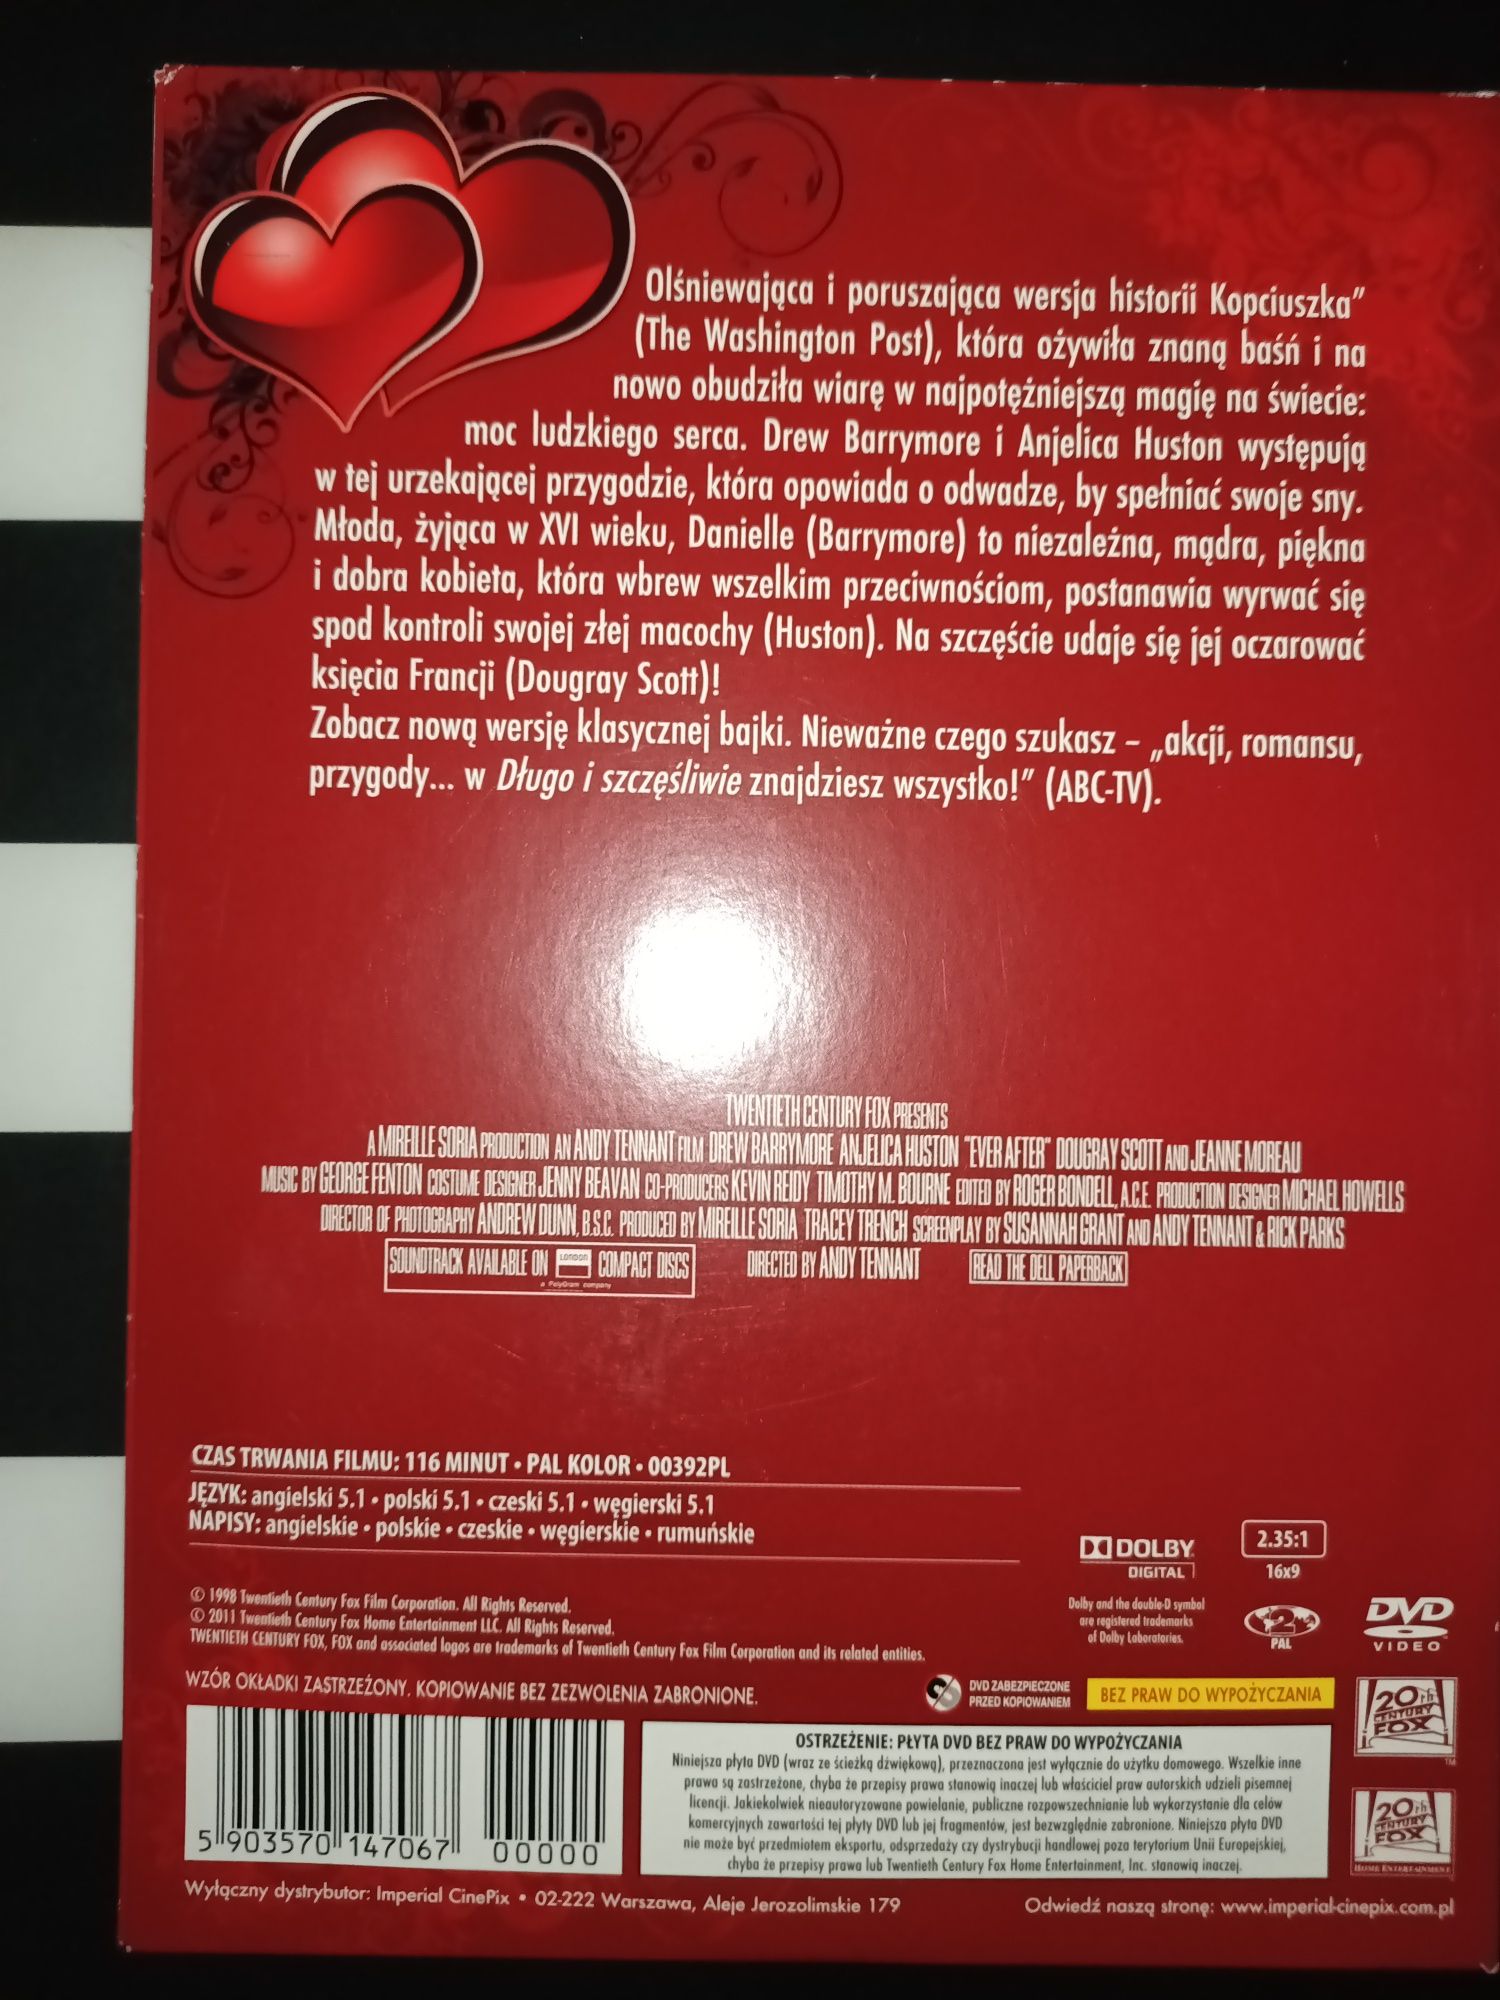 Olśniewająca i poruszająca wersja historii Kopciuszka”
(The Washington Post), która ożywiła znaną baśń i na
nowo obudziła wiarę w najpotężniejszą magię na świecie:
moc ludzkiego serca. Drew Barrymore i Anjelica Huston występują
w tej urzekającej przygodzie, która opowiada o odwadze, by spełniać swoje sny.
Młoda, żyjąca w XVI wieku, Danielle (Barrymore) to niezależna, mądra, piękna
i dobra kobieta, która wbrew wszelkim przeciwnościom, postanawia wyrwać się
spod kontroli swojej złej macochy (Huston). Na szczęście udaje się jej oczarować
księcia Francji (Dougray Scott)!
Zobacz nową wersję klasycznej bajki. Nieważne czego szukasz – „akcji, romansu,
przygody... w Długo i szczęśliwie znajdziesz wszystko!” (ABC-TV).
TWENTIETH CENTURY FOX PRESENTS
A MIREILLE SORIA PRODUCTION AN ANDY TENNANT FILM DREW BARRYMORE ANJELICA HUSTON "EVER AFTER" DOUGRAY SCOTT AND JEANNE MOREAU
MUSIC BY GEORGE FENTON COSTUME DESIGNER JENNY BEAVAN CO-PRODUCERS KEVIN REIDY TIMOTHY M. BOURNE EDITED BY ROGER BONDELL, A.C.E. PRODUCTION DESIGNER MICHAEL HOWELLS
DIRECTOR OF PHOTOGRAPHY ANDREW DUNN, B.S.C. PRODUCED BY MIREILLE SORIA TRACEY TRENCH SCREENPLAY BY SUSANNAH GRANT AND ANDY TENNANT & RICK PARKS
SOUNDTRACK AVAILABLE ON LONDON COMPACT DISCS DIRECTED BY ANDY TENNANT READ THE DELL PAPERBACK
a PolyGram company
CZAS TRWANIA FILMU: 116 MINUT • PAL KOLOR • 00392PL
JĘZYK: angielski 5.1 • polski 5.1 • czeski 5.1 • węgierski 5.1
NAPISY: angielskie • polskie • czeskie • węgierskie • rumuńskie
DOLBY
DIGITAL
2.35:1
16x9
Dolby and the double-D symbol
are registered trademarks
of Dolby Laboratories.
2
PAL
DVD
VIDEO
© 1998 Twentieth Century Fox Film Corporation. All Rights Reserved.
© 2011 Twentieth Century Fox Home Entertainment LLC. All Rights Reserved.
TWENTIETH CENTURY FOX, FOX and associated logos are trademarks of Twentieth Century Fox Film Corporation and its related entities.
WZÓR OKŁADKI ZASTRZEŻONY. KOPIOWANIE BEZ ZEZWOLENIA ZABRONIONE.
DVD ZABEZPIECZONE
PRZED KOPIOWANIEM
BEZ PRAW DO WYPOŻYCZANIA
20th
CENTURY
FOX
TM
OSTRZEŻENIE: PŁYTA DVD BEZ PRAW DO WYPOŻYCZANIA
Niniejsza płyta DVD (wraz ze ścieżką dźwiękową), przeznaczona jest wyłącznie do użytku domowego. Wszelkie inne
prawa są zastrzeżone, chyba że przepisy prawa stanowią inaczej lub właściciel praw autorskich udzieli pisemnej
licencji. Jakiekolwiek nieautoryzowane powielanie, publiczne rozpowszechnianie lub wykorzystanie dla celów
komercyjnych zawartości tej płyty DVD lub jej fragmentów, jest bezwzględnie zabronione. Niniejsza płyta DVD
nie może być przedmiotem eksportu, odsprzedaży czy dystrybucji handlowej poza terytorium Unii Europejskiej,
chyba że przepisy prawa lub Twentieth Century Fox Home Entertainment, Inc. stanowią inaczej.
20th
CENTURY
FOX
HOME ENTERTAINMENT
5 903570 147067 00000
Wyłączny dystrybutor: Imperial CinePix • 02-222 Warszawa, Aleje Jerozolimskie 179
Odwiedź naszą stronę: www.imperial-cinepix.com.pl